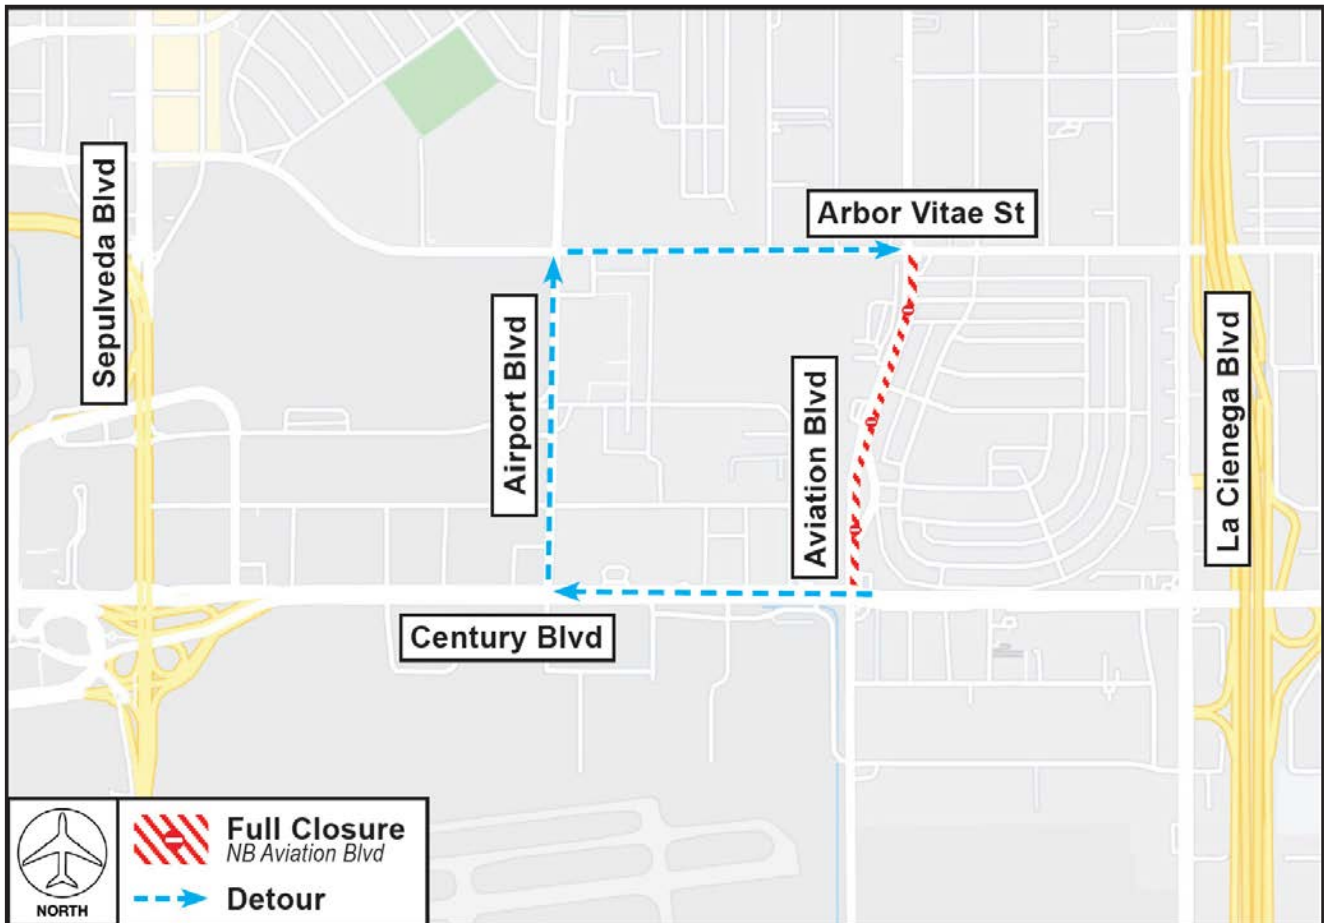 Sepulveda Blvd
Arbor Vitae St
Airport Blvd
Aviation Blvd
La Cienega Blvd
Century Blvd
NORTH
Full Closure
NB Aviation Blvd
Detour